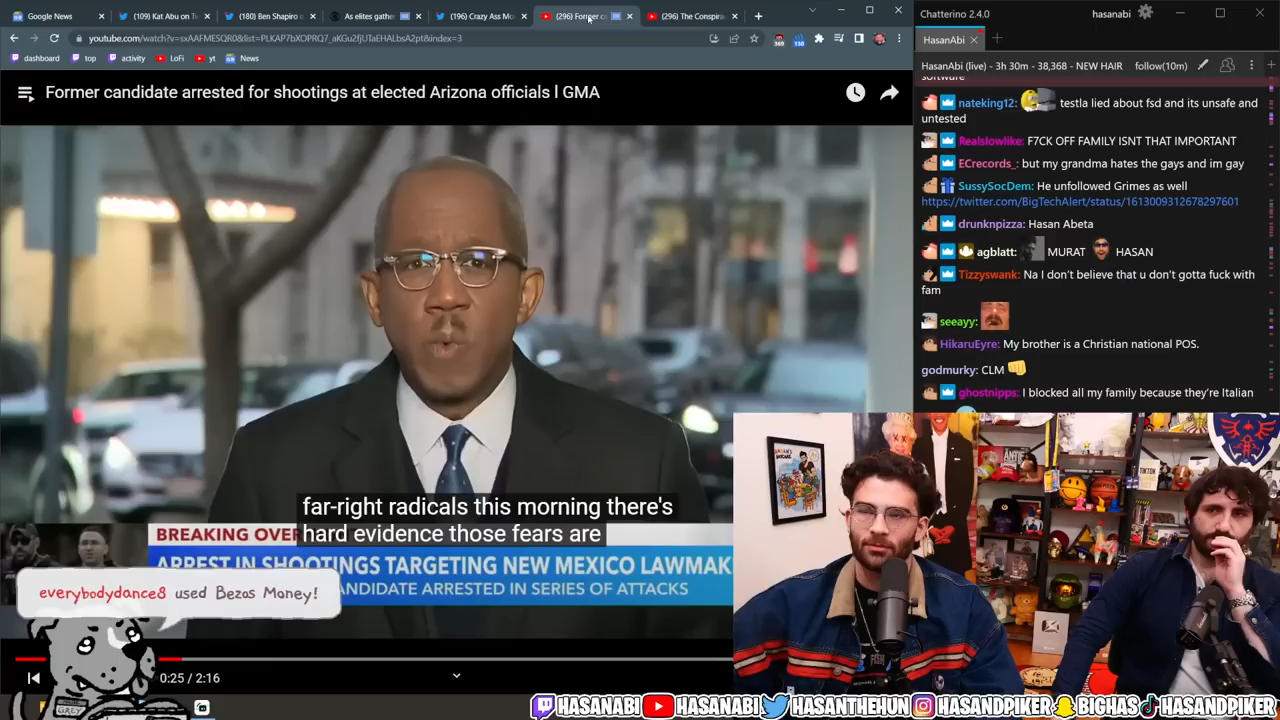 Google News
(109) Kat Abu on Tw
(180) Ben Shapiro o
As elites gathe
(196) Crazy Ass Mo
(296) Former c
(296) The Conspira
youtube.com/watch?v=sxAAFMESQR0&list=PLKAP7bXOPRQ7_aKGu2fjUTaEHALbsA2pt&index=3
369
130
dashboard
top
activity
LoFi
yt
News
Former candidate arrested for shootings at elected Arizona officials l GMA
far-right radicals this morning there's
hard evidence those fears are
BREAKING OVER
ARREST IN SHOOTINGS TARGETING NEW MEXICO LAWMAK
CANDIDATE ARRESTED IN SERIES OF ATTACKS
everybodydance8 used Bezos Money!
GREY
0:25 / 2:16
Chatterino 2.4.0
hasanabi
HasanAbi
HasanAbi (live) - 3h 30m - 38,368 - NEW HAIR
follow(10m)
software
nateking12: testla lied about fsd and its unsafe and
untested
Realslowlike: F7CK OFF FAMILY ISNT THAT IMPORTANT
ECrecords_: but my grandma hates the gays and im gay
SussySocDem: He unfollowed Grimes as well
https://twitter.com/BigTechAlert/status/1613009312678297601
drunknpizza: Hasan Abeta
agblatt: MURAT HASAN
Tizzyswank: Na I don't believe that u don't gotta fuck with
fam
seeayy:
HikaruEyre: My brother is a Christian national POS.
godmurky: CLM
ghostnipps: I blocked all my family because they're Italian
TIKTOK
HASANABI
HASANABI
HASANTHEHUN
HASANDPIKER
BIGHAS
HASANDPIKER